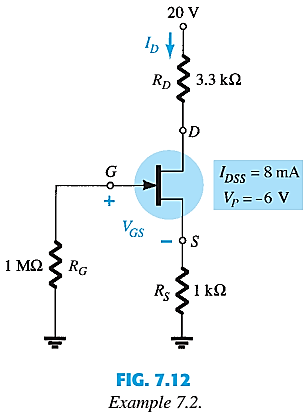 20 V
I_D
R_D 3.3 kΩ
D
G
I_DSS = 8 mA
V_P = –6 V
+
V_GS
– S
1 MΩ R_G
R_S 1 kΩ
FIG. 7.12
Example 7.2.